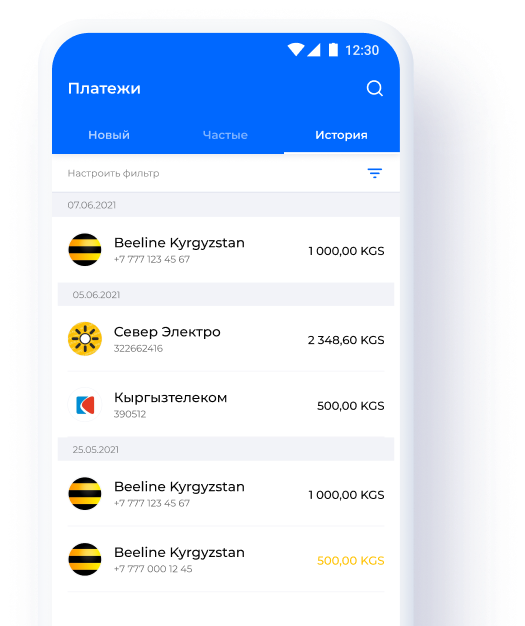 12:30
Платежи
Новый Частые История
Настроить фильтр
07.06.2021
Beeline Kyrgyzstan
1 000,00 KGS
+7 777 123 45 67
05.06.2021
Север Электро
2 348,60 KGS
322662416
Кыргызтелеком
500,00 KGS
390512
25.05.2021
Beeline Kyrgyzstan
1 000,00 KGS
+7 777 123 45 67
Beeline Kyrgyzstan
500,00 KGS
+7 777 000 12 45